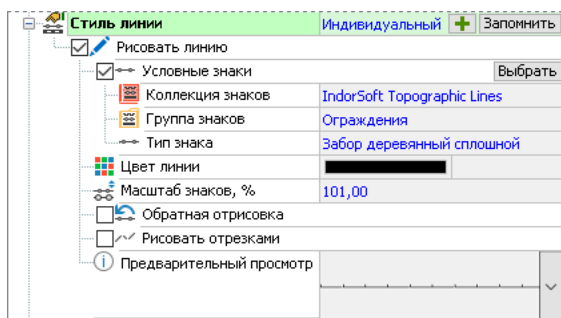 Стиль линии Индивидуальный Запомнить
Рисовать линию
Условные знаки Выбрать
Коллекция знаков IndorSoft Topographic Lines
Группа знаков Ограждения
Тип знака Забор деревянный сплошной
Цвет линии
Масштаб знаков, % 101,00
Обратная отрисовка
Рисовать отрезками
Предварительный просмотр